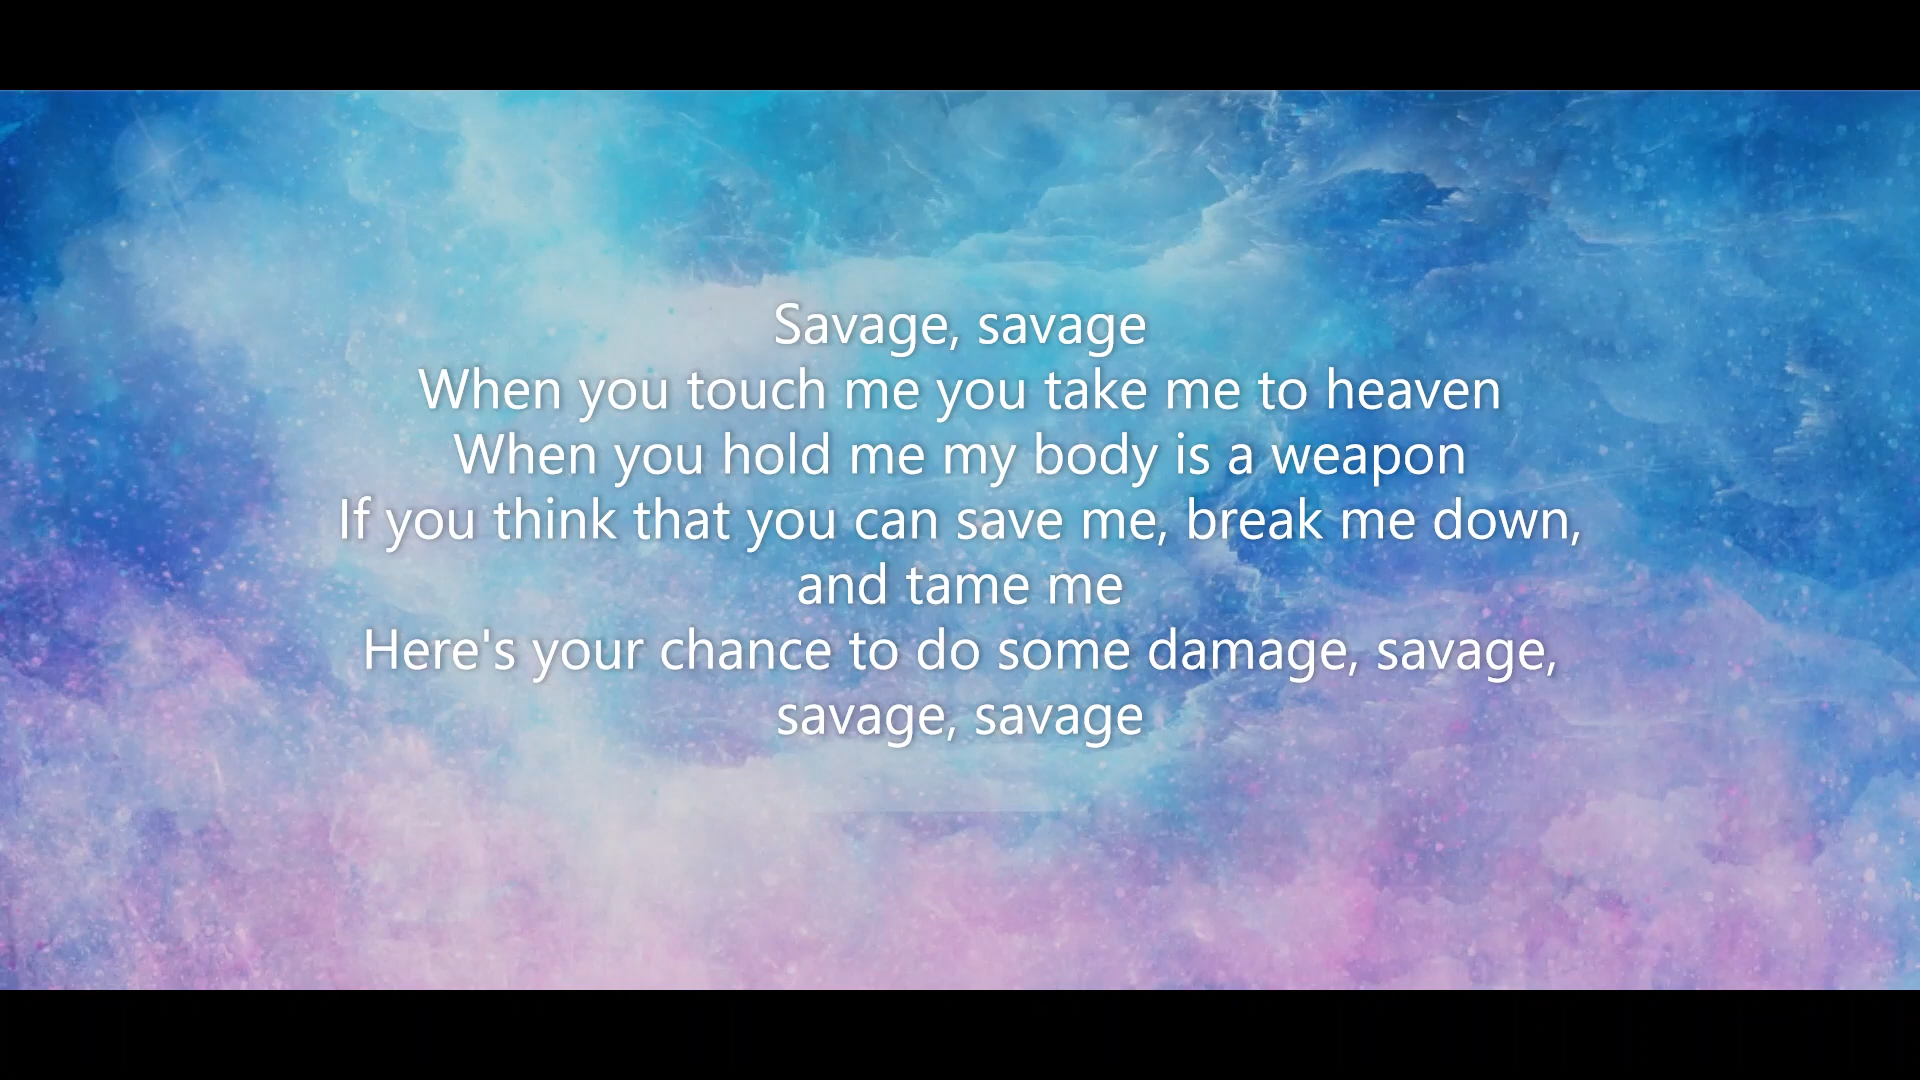 Savage, savage
When you touch me you take me to heaven
When you hold me my body is a weapon
If you think that you can save me, break me down,
and tame me
Here's your chance to do some damage, savage,
savage, savage